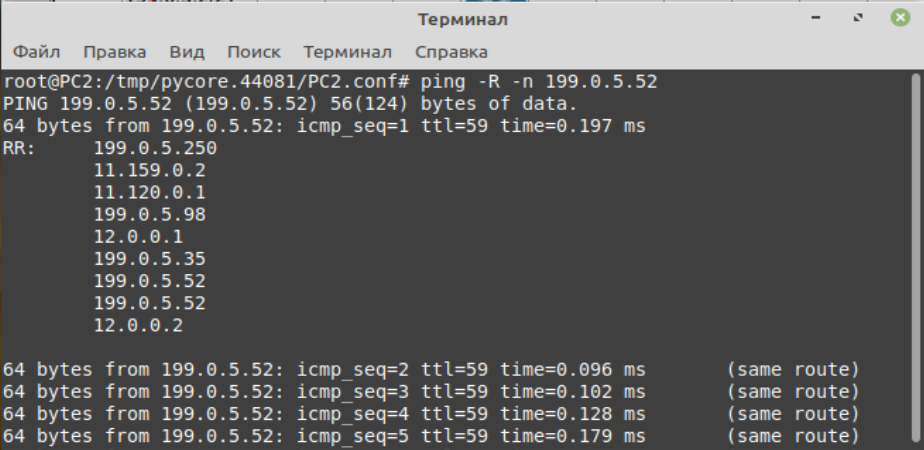 Терминал
Файл Правка Вид Поиск Терминал Справка
root@PC2:/tmp/pycore.44081/PC2.conf# ping -R -n 199.0.5.52
PING 199.0.5.52 (199.0.5.52) 56(124) bytes of data.
64 bytes from 199.0.5.52: icmp_seq=1 ttl=59 time=0.197 ms
RR: 199.0.5.250
11.159.0.2
11.120.0.1
199.0.5.98
12.0.0.1
199.0.5.35
199.0.5.52
199.0.5.52
12.0.0.2
64 bytes from 199.0.5.52: icmp_seq=2 ttl=59 time=0.096 ms (same route)
64 bytes from 199.0.5.52: icmp_seq=3 ttl=59 time=0.102 ms (same route)
64 bytes from 199.0.5.52: icmp_seq=4 ttl=59 time=0.128 ms (same route)
64 bytes from 199.0.5.52: icmp_seq=5 ttl=59 time=0.179 ms (same route)